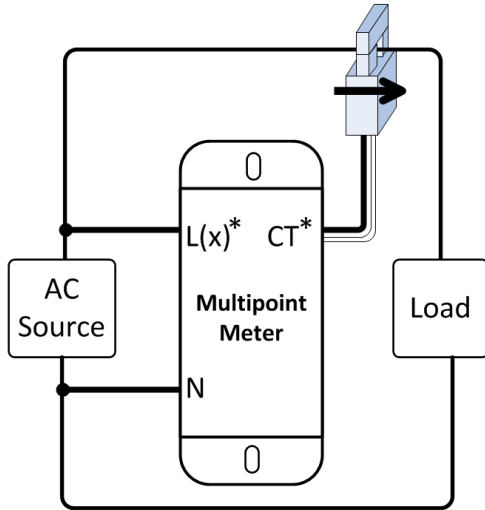 L(x)* CT*
AC
Source
Multipoint
Meter
Load
N